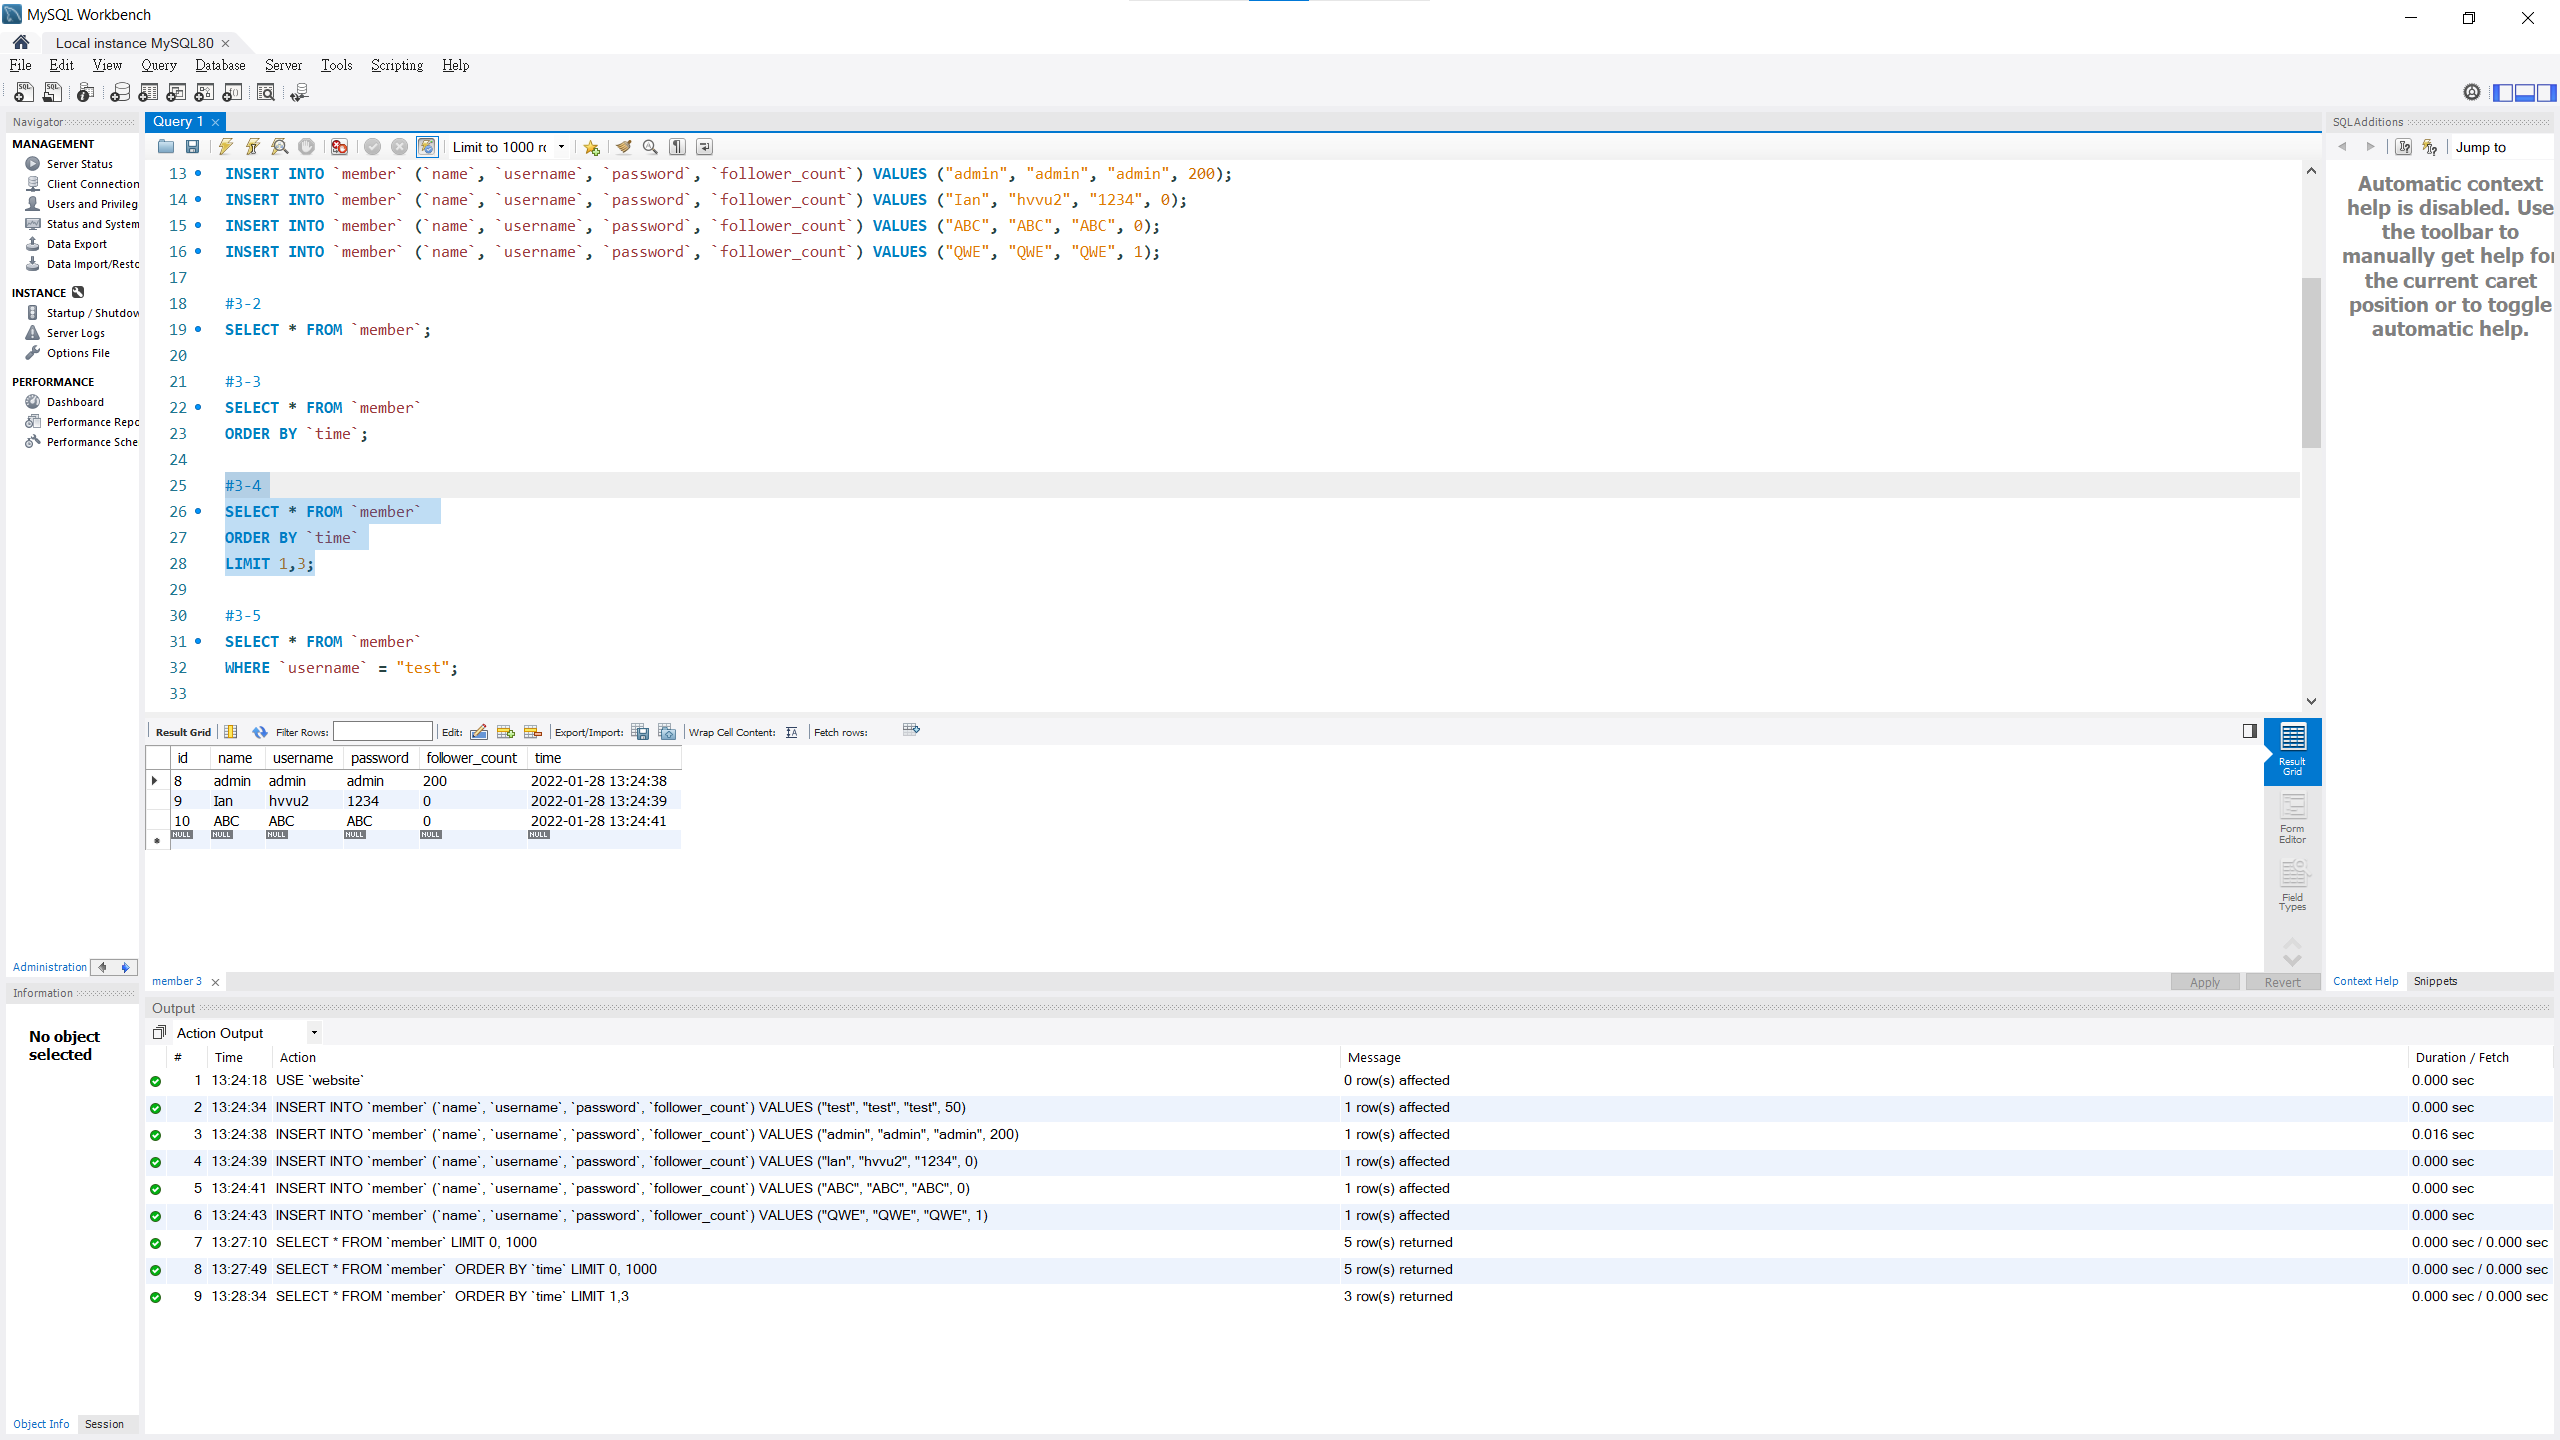 MySQL Workbench
Local instance MySQL80
File Edit View Query Database Server Tools Scripting Help
Navigator
MANAGEMENT
Server Status
Client Connection
Users and Privileg
Status and System
Data Export
Data Import/Resto
INSTANCE
Startup / Shutdow
Server Logs
Options File
PERFORMANCE
Dashboard
Performance Repo
Performance Sche
Administration
Information
No object
selected
Object Info Session
Query 1
Limit to 1000 rc
13 INSERT INTO `member` (`name`, `username`, `password`, `follower_count`) VALUES ("admin", "admin", "admin", 200);
14 INSERT INTO `member` (`name`, `username`, `password`, `follower_count`) VALUES ("Ian", "hvvu2", "1234", 0);
15 INSERT INTO `member` (`name`, `username`, `password`, `follower_count`) VALUES ("ABC", "ABC", "ABC", 0);
16 INSERT INTO `member` (`name`, `username`, `password`, `follower_count`) VALUES ("QWE", "QWE", "QWE", 1);
17
18 #3-2
19 SELECT * FROM `member`;
20
21 #3-3
22 SELECT * FROM `member`
23 ORDER BY `time`;
24
25 #3-4
26 SELECT * FROM `member`
27 ORDER BY `time`
28 LIMIT 1,3;
29
30 #3-5
31 SELECT * FROM `member`
32 WHERE `username` = "test";
33
Result Grid Filter Rows: Edit: Export/Import: Wrap Cell Content: Fetch rows:
id name username password follower_count time
8 admin admin admin 200 2022-01-28 13:24:38
9 Ian hvvu2 1234 0 2022-01-28 13:24:39
10 ABC ABC ABC 0 2022-01-28 13:24:41
NULL NULL NULL NULL NULL NULL
Result
Grid
Form
Editor
Field
Types
member 3
Apply Revert
SQLAdditions
Jump to
Automatic context
help is disabled. Use
the toolbar to
manually get help for
the current caret
position or to toggle
automatic help.
Context Help Snippets
Output
Action Output
# Time Action Message Duration / Fetch
1 13:24:18 USE `website` 0 row(s) affected 0.000 sec
2 13:24:34 INSERT INTO `member` (`name`, `username`, `password`, `follower_count`) VALUES ("test", "test", "test", 50) 1 row(s) affected 0.000 sec
3 13:24:38 INSERT INTO `member` (`name`, `username`, `password`, `follower_count`) VALUES ("admin", "admin", "admin", 200) 1 row(s) affected 0.016 sec
4 13:24:39 INSERT INTO `member` (`name`, `username`, `password`, `follower_count`) VALUES ("Ian", "hvvu2", "1234", 0) 1 row(s) affected 0.000 sec
5 13:24:41 INSERT INTO `member` (`name`, `username`, `password`, `follower_count`) VALUES ("ABC", "ABC", "ABC", 0) 1 row(s) affected 0.000 sec
6 13:24:43 INSERT INTO `member` (`name`, `username`, `password`, `follower_count`) VALUES ("QWE", "QWE", "QWE", 1) 1 row(s) affected 0.000 sec
7 13:27:10 SELECT * FROM `member` LIMIT 0, 1000 5 row(s) returned 0.000 sec / 0.000 sec
8 13:27:49 SELECT * FROM `member`  ORDER BY `time` LIMIT 0, 1000 5 row(s) returned 0.000 sec / 0.000 sec
9 13:28:34 SELECT * FROM `member`  ORDER BY `time` LIMIT 1,3 3 row(s) returned 0.000 sec / 0.000 sec